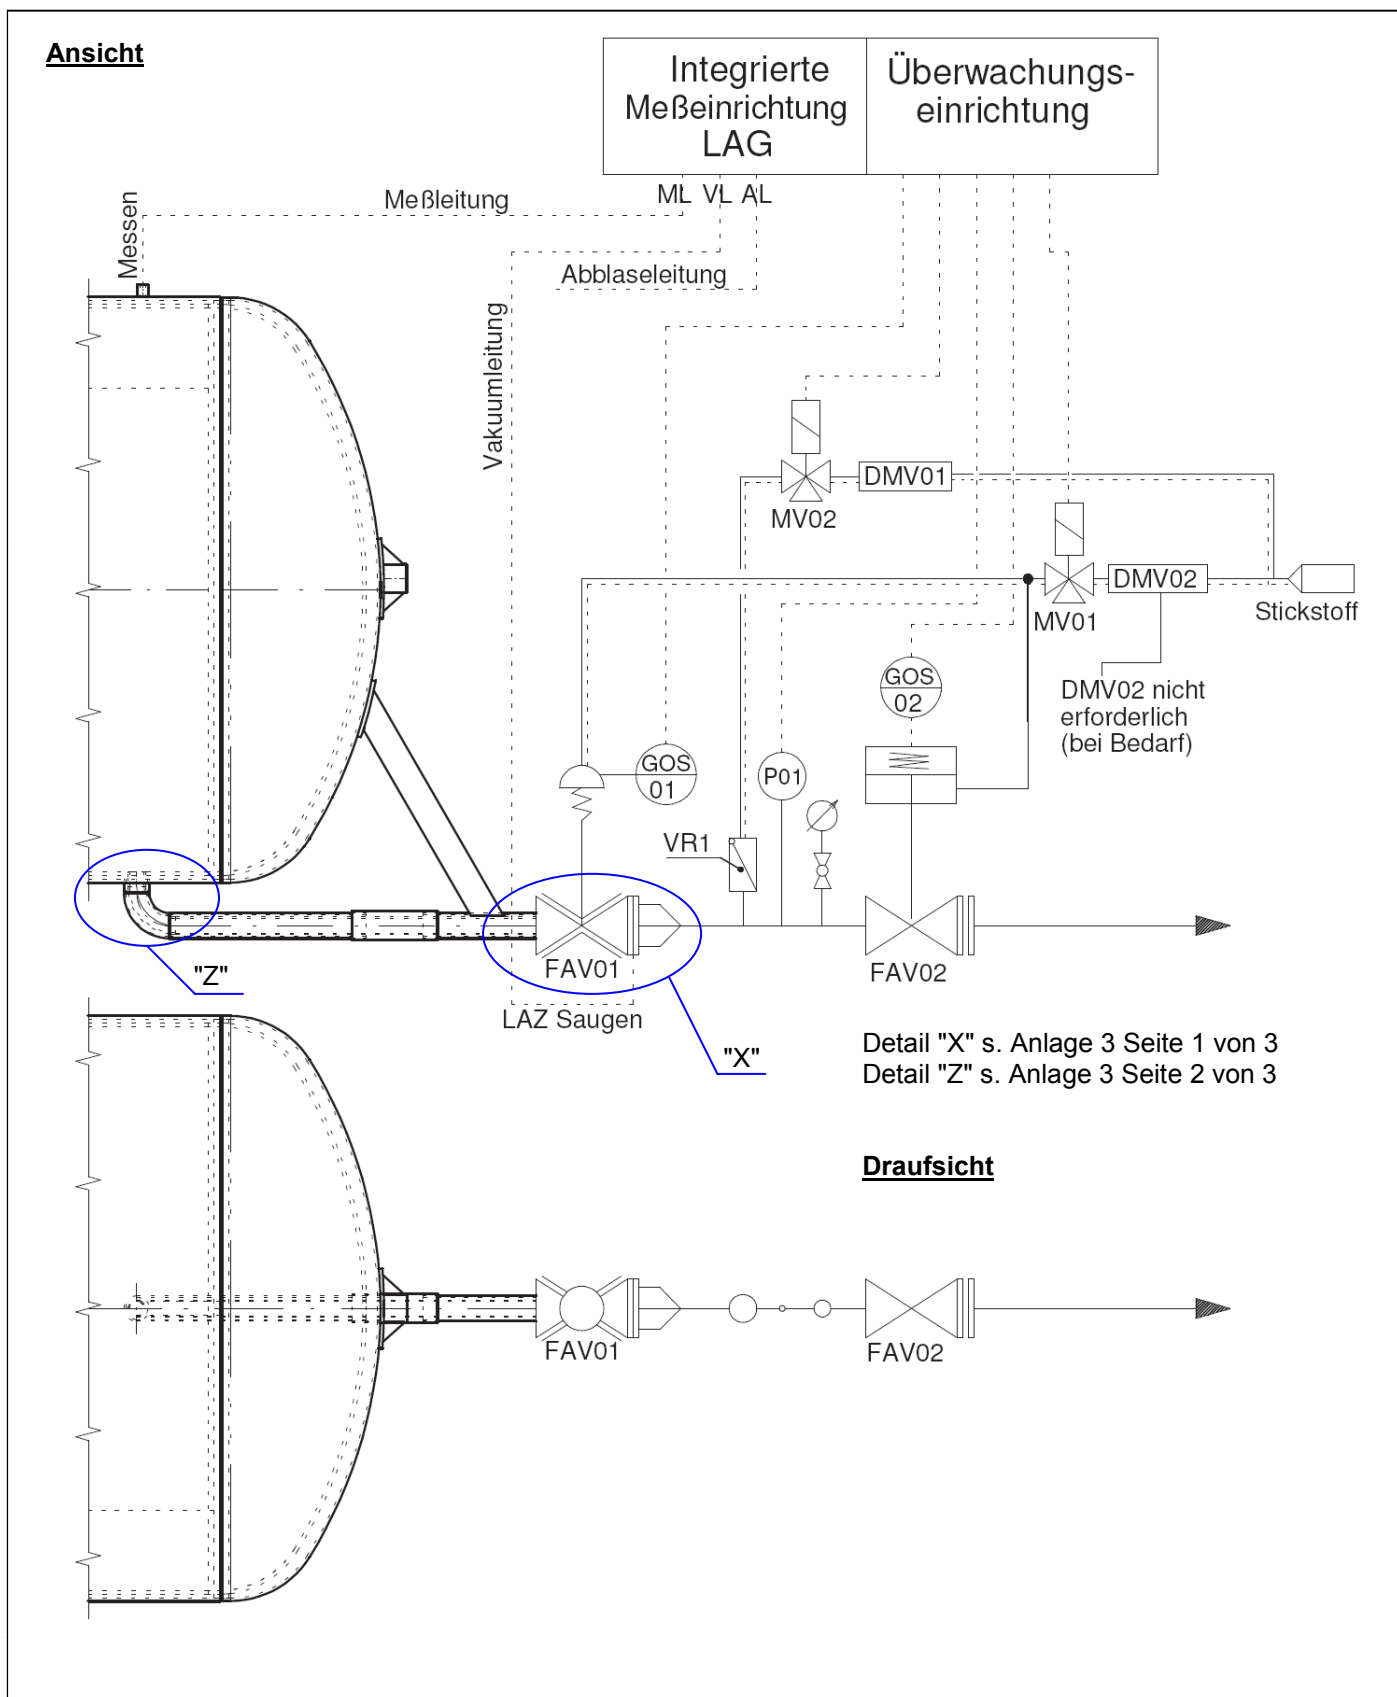 Ansicht
Integrierte
Meßeinrichtung
LAG
Überwachungs-
einrichtung
ML VL AL
Meßleitung
Messen
Abblaseleitung
Vakuumleitung
DMV01
MV02
DMV02
MV01
Stickstoff
DMV02 nicht
erforderlich
(bei Bedarf)
GOS
02
GOS
01
P01
VR1
FAV01
FAV02
"Z"
LAZ Saugen
"X"
Detail "X" s. Anlage 3 Seite 1 von 3
Detail "Z" s. Anlage 3 Seite 2 von 3
Draufsicht
FAV01
FAV02